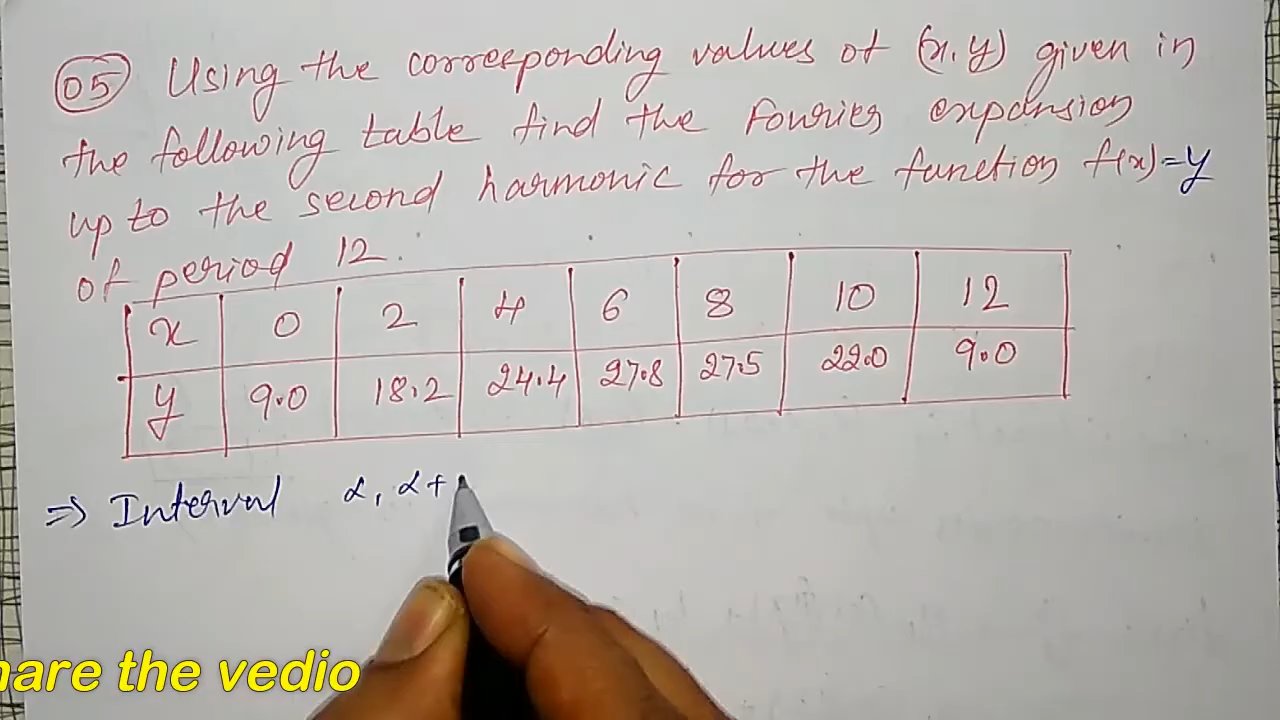 05 Using the corresponding values of (x, y) given in
the following table find the Fourier expansion
up to the second harmonic for the function f(x)=y
of period 12.
x 0 2 4 6 8 10 12
y 9.0 18.2 24.4 27.8 27.5 22.0 9.0
⇒ Interval α, α+
hare the vedio